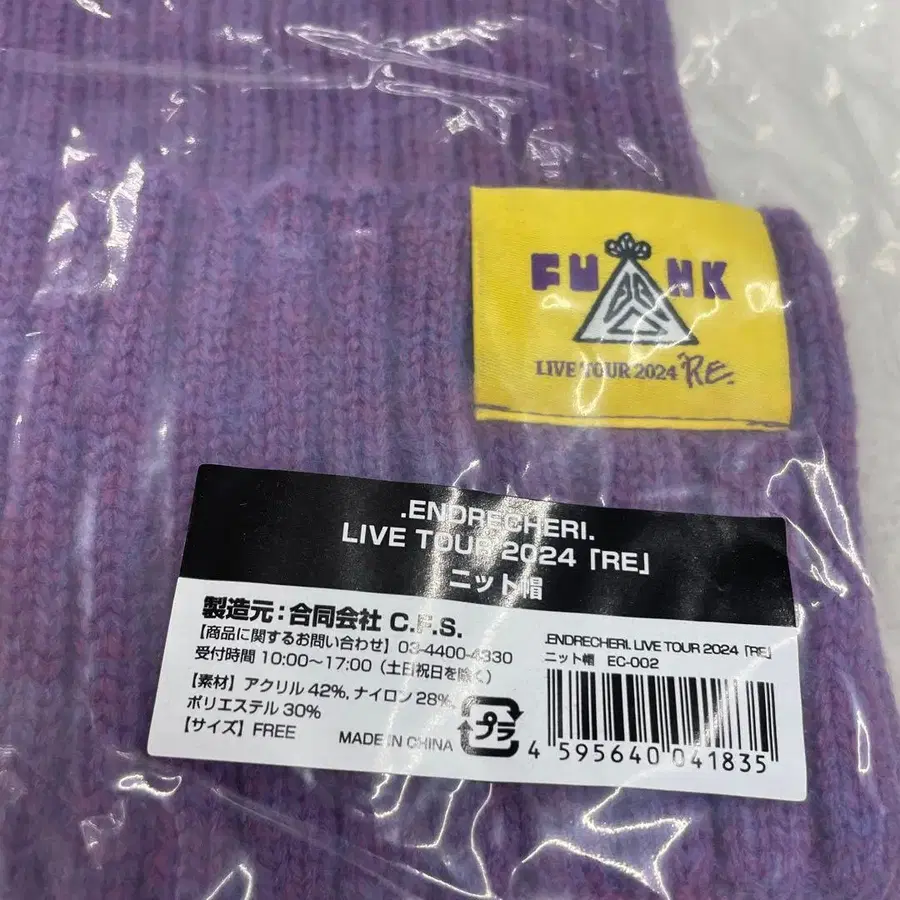 FUNK
LIVE TOUR 2024 RE.
.ENDRECHERI.
LIVE TOUR 2024「RE」
ニット帽
製造元:合同会社 C.F.S.
【商品に関するお問い合わせ】03-4400-4330
受付時間 10:00〜17:00(土日祝日を除く)
【素材】アクリル 42%, ナイロン 28%,
ポリエステル 30%
【サイズ】FREE
MADE IN CHINA
プラ
.ENDRECHERI. LIVE TOUR 2024「RE」
ニット帽 EC-002
4 595640 041835